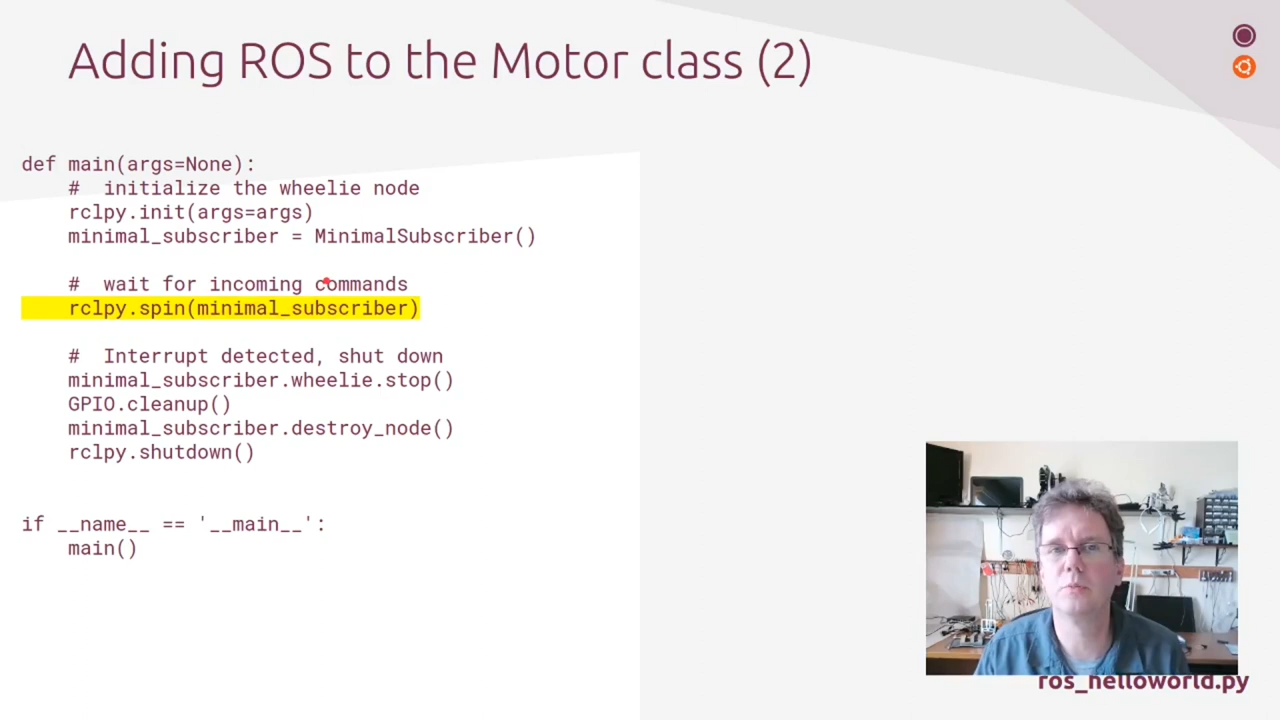 Adding ROS to the Motor class (2)
def main(args=None):
# initialize the wheelie node
rclpy.init(args=args)
minimal_subscriber = MinimalSubscriber()
# wait for incoming commands
rclpy.spin(minimal_subscriber)
# Interrupt detected, shut down
minimal_subscriber.wheelie.stop()
GPIO.cleanup()
minimal_subscriber.destroy_node()
rclpy.shutdown()
if __name__ == '__main__':
main()
ros_helloworld.py